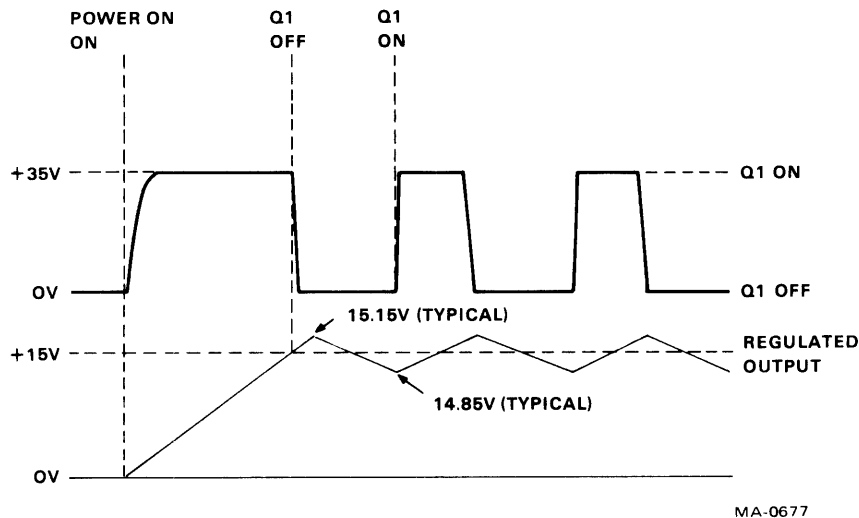 POWER ON
ON
Q1
OFF
Q1
ON
+35V
Q1 ON
0V
Q1 OFF
15.15V (TYPICAL)
+15V
REGULATED
OUTPUT
14.85V (TYPICAL)
0V
MA-0677